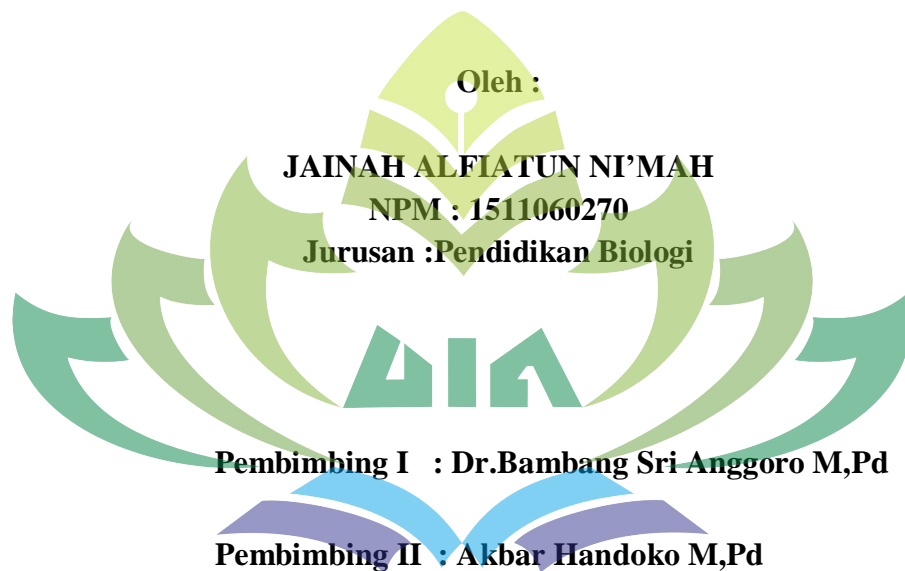 Oleh :
JAINAH ALFIATUN NI’MAH
NPM : 1511060270
Jurusan :Pendidikan Biologi
UIN
Pembimbing I : Dr.Bambang Sri Anggoro M,Pd
Pembimbing II : Akbar Handoko M,Pd